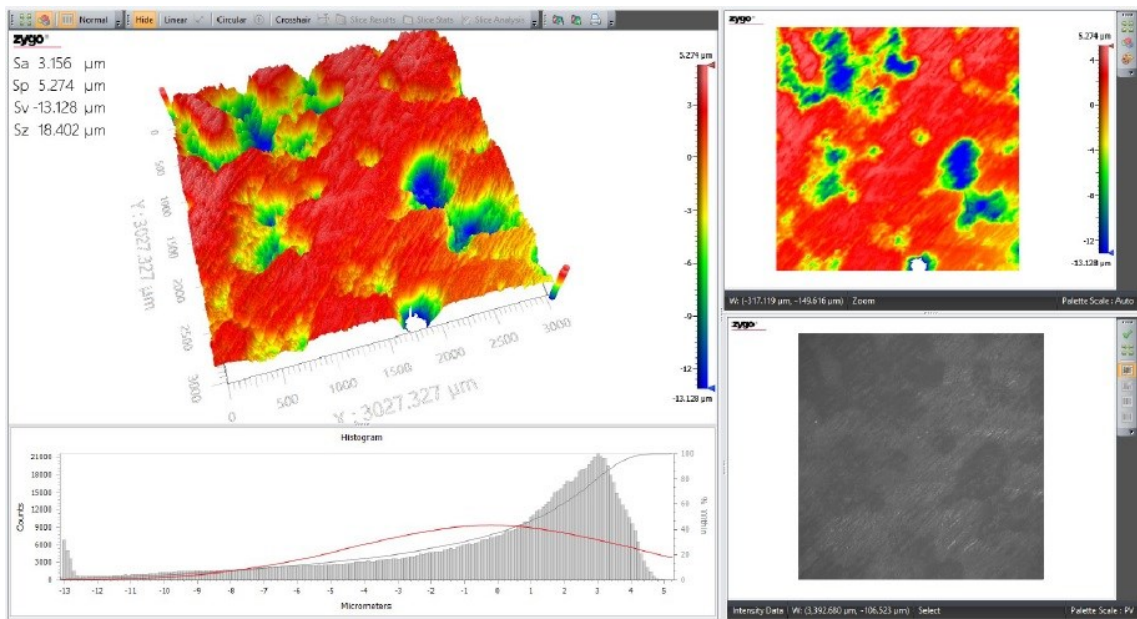 Normal Hide Linear Circular Crosshair Slice Results Slice Stats Slice Analysis
zygo
Sa 3.156 μm
Sp 5.274 μm
Sv -13.128 μm
Sz 18.402 μm
5.274 μm
3
0
-3
-6
-9
-12
-13.128 μm
0
500
1000
1500
2000
2500
3000
Y : 3027.327 μm
0
500
1000
1500
2000
2500
3000
X : 3027.327 μm
Histogram
Counts
21000
18000
15000
12000
9000
6000
3000
0
100
80
60
40
20
0
% Within
-13 -12 -11 -10 -9 -8 -7 -6 -5 -4 -3 -2 -1 0 1 2 3 4 5
Micrometers
zygo
5.274 μm
4
0
-4
-8
-12
-13.128 μm
W: (-317.119 μm, -149.616 μm) Zoom Palette Scale : Auto
zygo
Intensity Data W: (3,392.680 μm, -106.523 μm) Select Palette Scale : PV